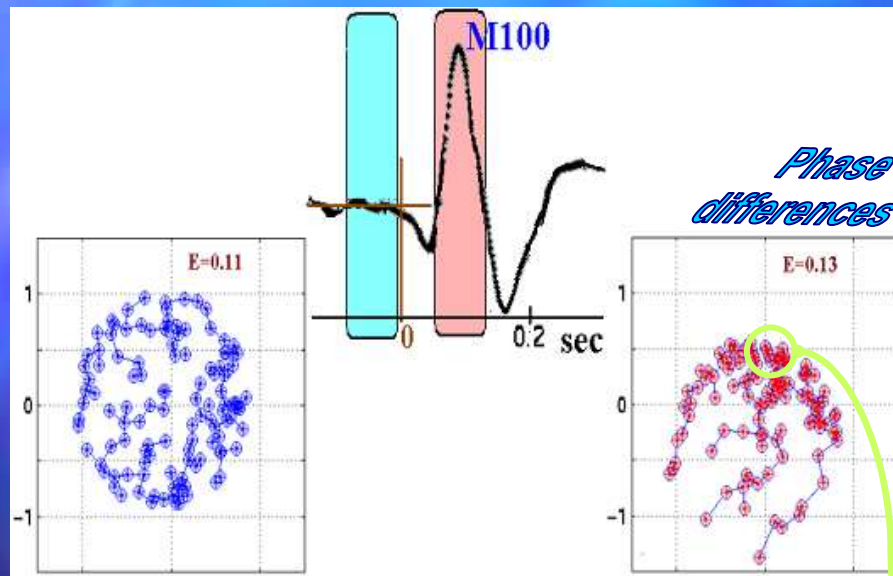 M100
Phase
differences
E=0.11
1
0
-1
0
0.2 sec
E=0.13
1
0
-1